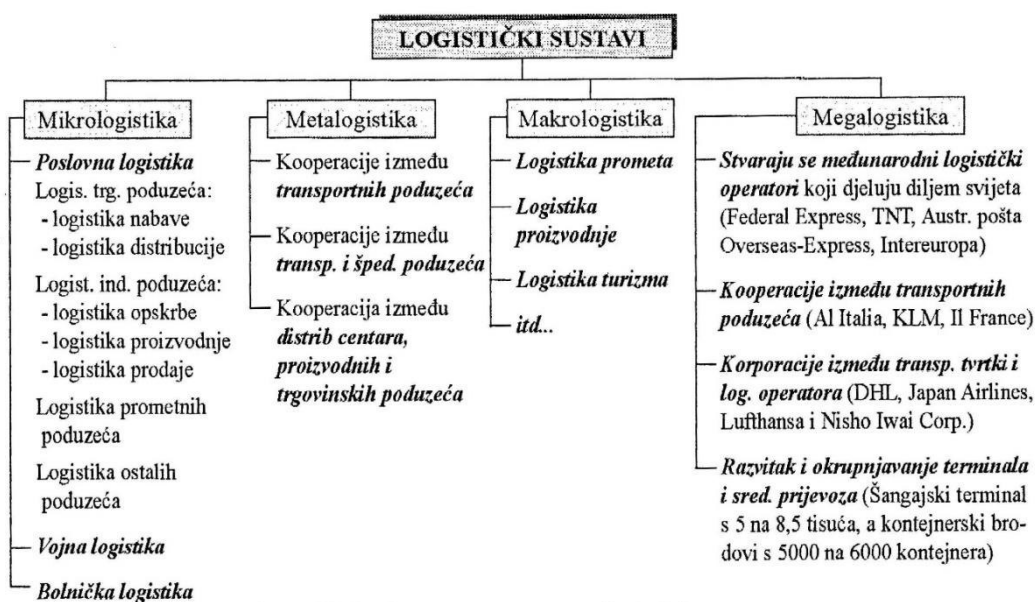 LOGISTIČKI SUSTAVI
Mikrologistika
Poslovna logistika
Logis. trg. poduzeća:
- logistika nabave
- logistika distribucije
Logist. ind. poduzeća:
- logistika opskrbe
- logistika proizvodnje
- logistika prodaje
Logistika prometnih
poduzeća
Logistika ostalih
poduzeća
Vojna logistika
Bolnička logistika
Metalogistika
Kooperacije između
transportnih poduzeća
Kooperacije između
transp. i šped. poduzeća
Kooperacija između
distrib centara,
proizvodnih i
trgovinskih poduzeća
Makrologistika
Logistika prometa
Logistika
proizvodnje
Logistika turizma
itd...
Megalogistika
Stvaraju se međunarodni logistički
operatori koji djeluju diljem svijeta
(Federal Express, TNT, Austr. pošta
Overseas-Express, Intereuropa)
Kooperacije između transportnih
poduzeća (Al Italia, KLM, Il France)
Korporacije između transp. tvrtki i
log. operatora (DHL, Japan Airlines,
Lufthansa i Nisho Iwai Corp.)
Razvitak i okrupnjavanje terminala
i sred. prijevoza (Šangajski terminal
s 5 na 8,5 tisuća, a kontejnerski bro-
dovi s 5000 na 6000 kontejnera)